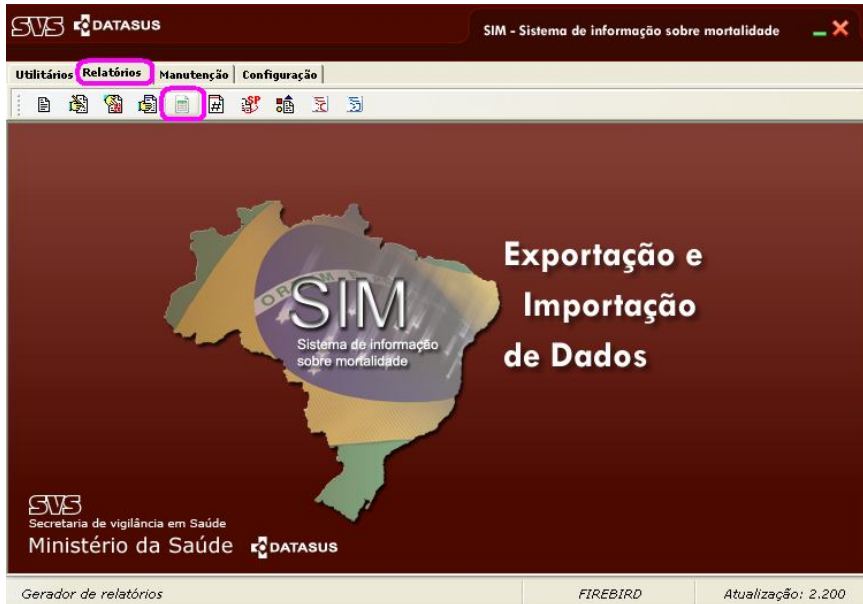 SVS DATASUS
SIM - Sistema de informação sobre mortalidade
Utilitários Relatórios Manutenção Configuração
SP
Exportação e
Importação
de Dados
SIM
Sistema de informação
sobre mortalidade
SVS
Secretaria de vigilância em Saúde
Ministério da Saúde DATASUS
Gerador de relatórios FIREBIRD Atualização: 2.200